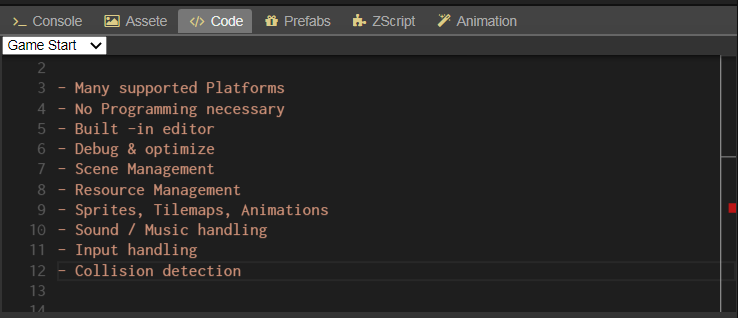 Console Assete Code Prefabs ZScript Animation
Game Start
2
3 - Many supported Platforms
4 - No Programming necessary
5 - Built -in editor
6 - Debug & optimize
7 - Scene Management
8 - Resource Management
9 - Sprites, Tilemaps, Animations
10 - Sound / Music handling
11 - Input handling
12 - Collision detection
13
14